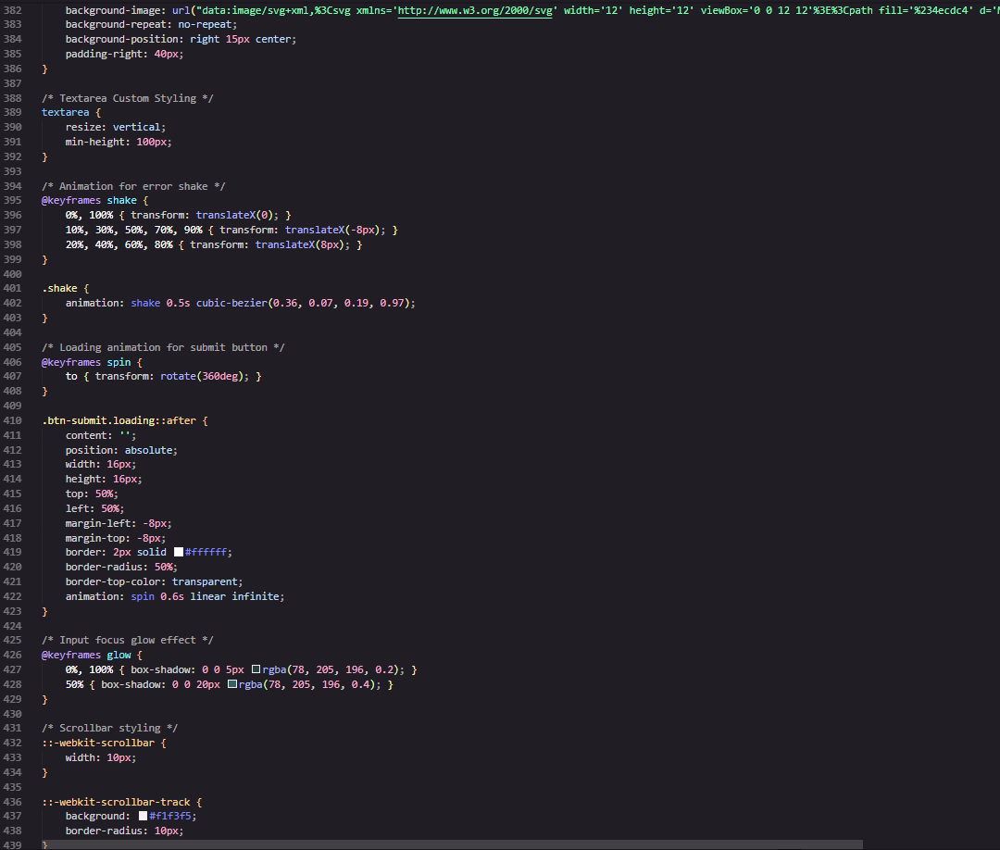 382 background-image: url("data:image/svg+xml,%3Csvg xmlns='http://www.w3.org/2000/svg' width='12' height='12' viewBox='0 0 12 12'%3E%3Cpath fill='%234ecdc4' d='M
383 background-repeat: no-repeat;
384 background-position: right 15px center;
385 padding-right: 40px;
386 }
387
388 /* Textarea Custom Styling */
389 textarea {
390 resize: vertical;
391 min-height: 100px;
392 }
393
394 /* Animation for error shake */
395 @keyframes shake {
396 0%, 100% { transform: translateX(0); }
397 10%, 30%, 50%, 70%, 90% { transform: translateX(-8px); }
398 20%, 40%, 60%, 80% { transform: translateX(8px); }
399 }
400
401 .shake {
402 animation: shake 0.5s cubic-bezier(0.36, 0.07, 0.19, 0.97);
403 }
404
405 /* Loading animation for submit button */
406 @keyframes spin {
407 to { transform: rotate(360deg); }
408 }
409
410 .btn-submit.loading::after {
411 content: '';
412 position: absolute;
413 width: 16px;
414 height: 16px;
415 top: 50%;
416 left: 50%;
417 margin-left: -8px;
418 margin-top: -8px;
419 border: 2px solid #ffffff;
420 border-radius: 50%;
421 border-top-color: transparent;
422 animation: spin 0.6s linear infinite;
423 }
424
425 /* Input focus glow effect */
426 @keyframes glow {
427 0%, 100% { box-shadow: 0 0 5px rgba(78, 205, 196, 0.2); }
428 50% { box-shadow: 0 0 20px rgba(78, 205, 196, 0.4); }
429 }
430
431 /* Scrollbar styling */
432 ::-webkit-scrollbar {
433 width: 10px;
434 }
435
436 ::-webkit-scrollbar-track {
437 background: #f1f3f5;
438 border-radius: 10px;
439 }